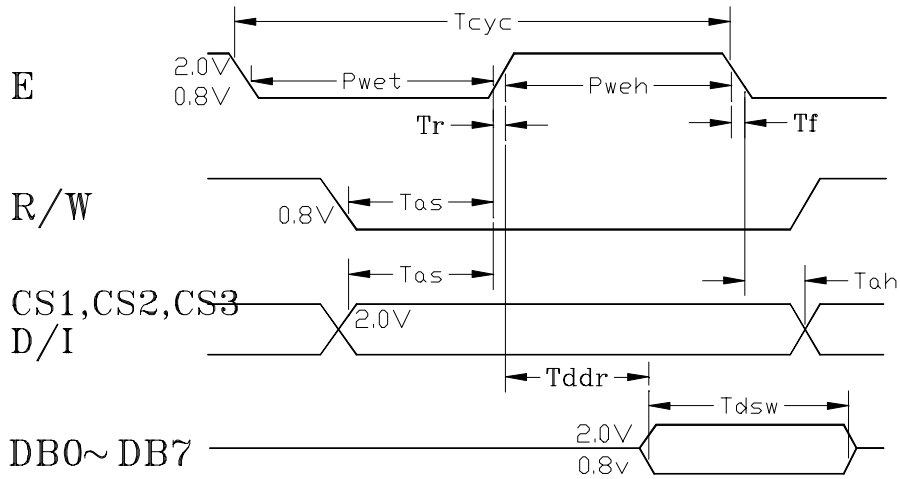 Tcyc
2.0V
Pwet
E
Pweh
0.8V
Tr
Tf
R/W
Tas
0.8V
Tas
Tah
CS1,CS2,CS3
2.0V
D/I
Tddr
Tdsw
2.0V
DB0~DB7
0.8v